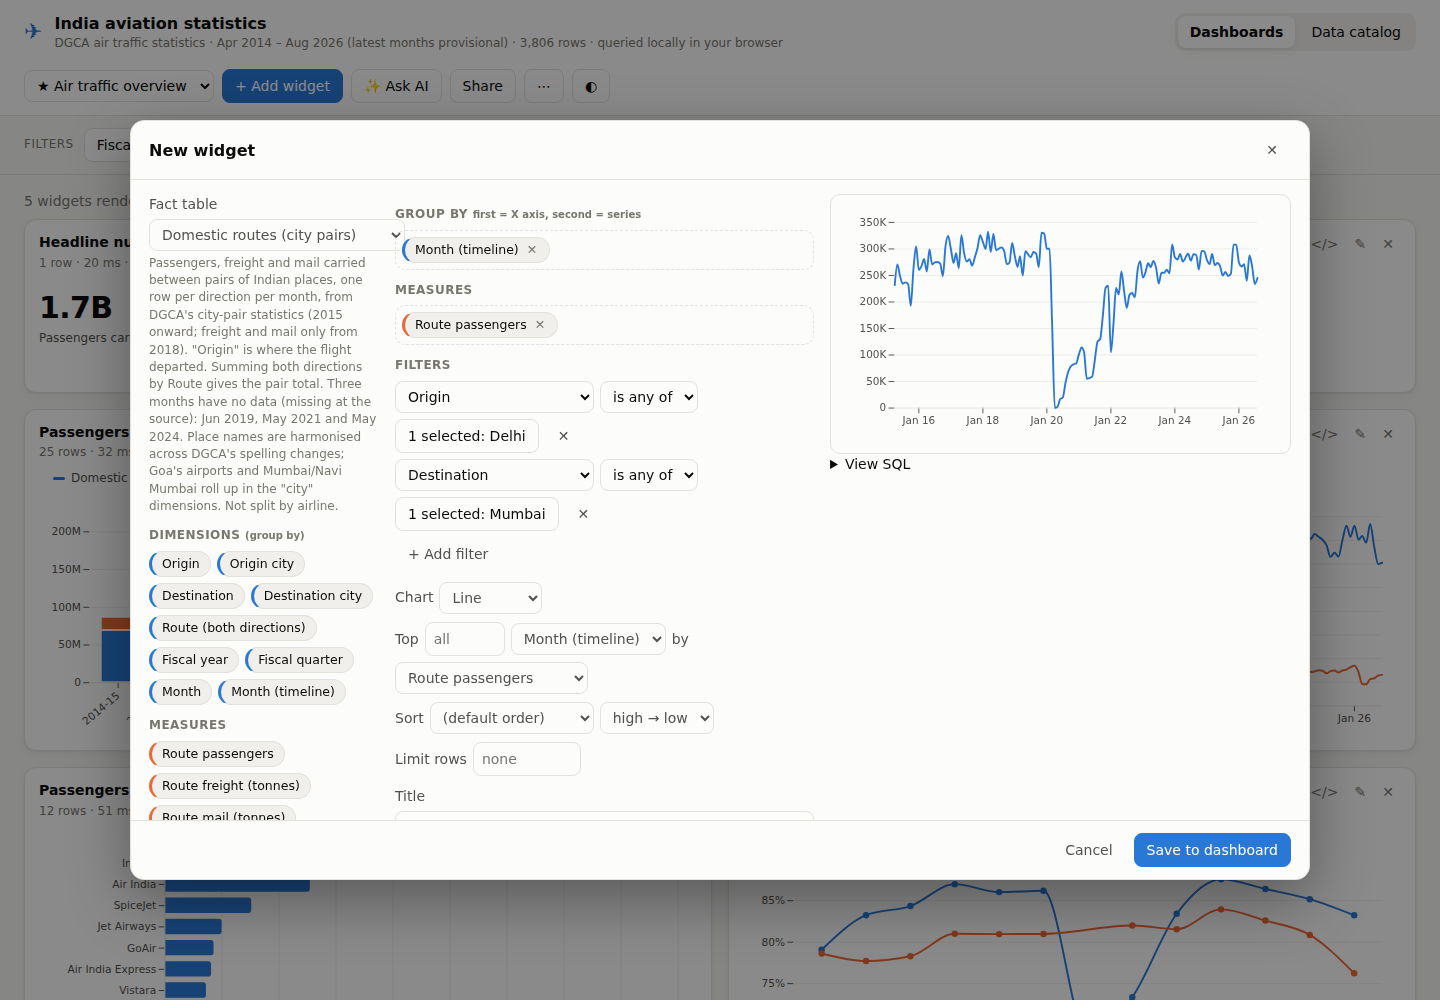 India aviation statistics
DGCA air traffic statistics · Apr 2014 – Aug 2026 (latest months provisional) · 3,806 rows · queried locally in your browser
Dashboards
Data catalog
★ Air traffic overview
+ Add widget
✨ Ask AI
Share
⋯
FILTERS
Fisca
5 widgets rende
Headline nu
1 row · 20 ms ·
1.7B
Passengers car
</>
Passengers
25 rows · 32 ms
Domestic
200M
150M
100M
50M
0
2014-15
</>
Jan 26
Passengers
12 rows · 51 ms
</>
In
Air India
SpiceJet
Jet Airways
GoAir
Air India Express
Vistara
85%
80%
75%
New widget
✕
Fact table
Domestic routes (city pairs)
Passengers, freight and mail carried
between pairs of Indian places, one
row per direction per month, from
DGCA's city-pair statistics (2015
onward; freight and mail only from
2018). "Origin" is where the flight
departed. Summing both directions
by Route gives the pair total. Three
months have no data (missing at the
source): Jun 2019, May 2021 and May
2024. Place names are harmonised
across DGCA's spelling changes;
Goa's airports and Mumbai/Navi
Mumbai roll up in the "city"
dimensions. Not split by airline.
DIMENSIONS (group by)
Origin
Origin city
Destination
Destination city
Route (both directions)
Fiscal year
Fiscal quarter
Month
Month (timeline)
MEASURES
Route passengers
Route freight (tonnes)
Route mail (tonnes)
GROUP BY first = X axis, second = series
Month (timeline) ✕
MEASURES
Route passengers ✕
FILTERS
Origin
is any of
1 selected: Delhi
✕
Destination
is any of
1 selected: Mumbai
✕
+ Add filter
Chart
Line
Top
all
Month (timeline)
by
Route passengers
Sort
(default order)
high → low
Limit rows
none
Title
350K
300K
250K
200K
150K
100K
50K
0
Jan 16
Jan 18
Jan 20
Jan 22
Jan 24
Jan 26
View SQL
Cancel
Save to dashboard